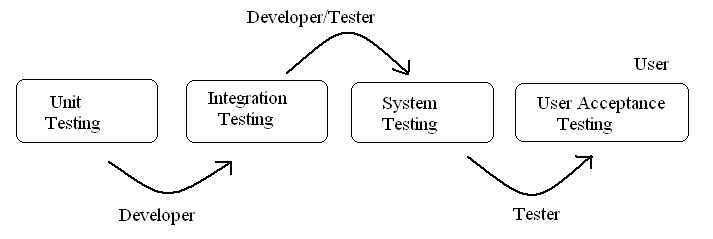 Developer/Tester
User
Unit
Testing
Integration
Testing
System
Testing
User Acceptance
Testing
Developer
Tester